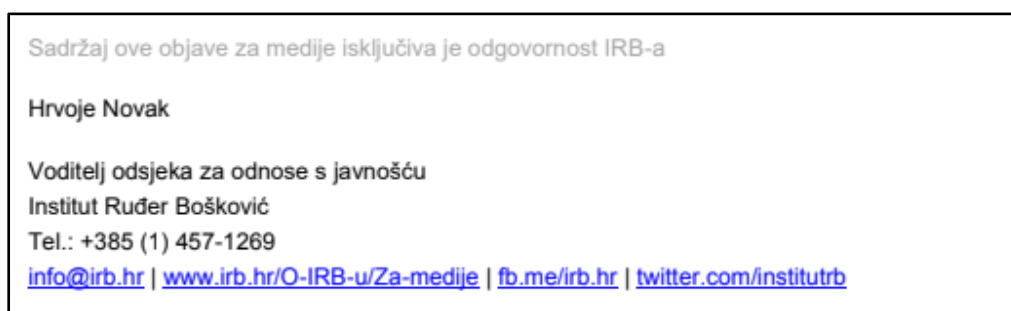 Sadržaj ove objave za medije isključiva je odgovornost IRB-a
Hrvoje Novak
Voditelj odsjeka za odnose s javnošću
Institut Ruđer Bošković
Tel.: +385 (1) 457-1269
info@irb.hr | www.irb.hr/O-IRB-u/Za-medije | fb.me/irb.hr | twitter.com/institutrb